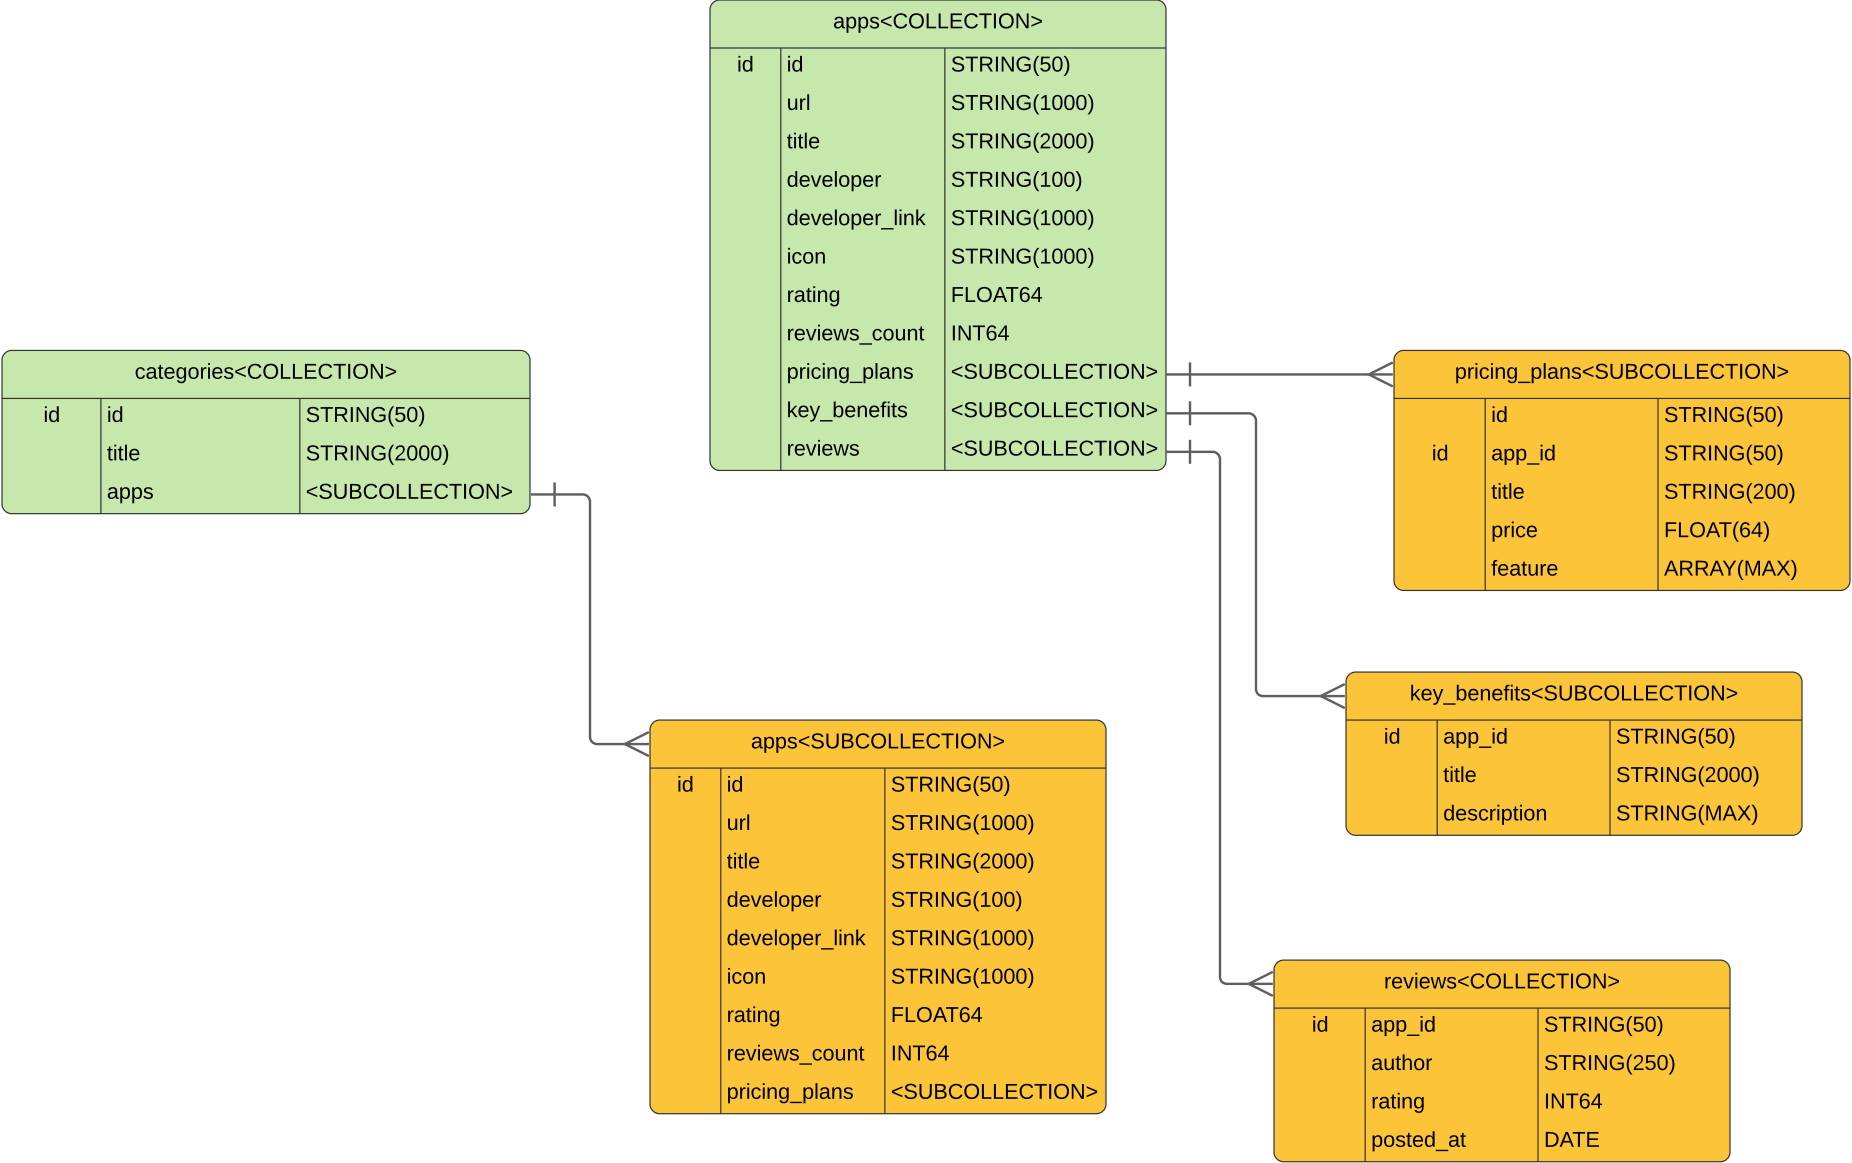 apps<COLLECTION>
id id STRING(50)
url STRING(1000)
title STRING(2000)
developer STRING(100)
developer_link STRING(1000)
icon STRING(1000)
rating FLOAT64
reviews_count INT64
pricing_plans <SUBCOLLECTION>
key_benefits <SUBCOLLECTION>
reviews <SUBCOLLECTION>
categories<COLLECTION>
id id STRING(50)
title STRING(2000)
apps <SUBCOLLECTION>
pricing_plans<SUBCOLLECTION>
id STRING(50)
id app_id STRING(50)
title STRING(200)
price FLOAT(64)
feature ARRAY(MAX)
key_benefits<SUBCOLLECTION>
id app_id STRING(50)
title STRING(2000)
description STRING(MAX)
apps<SUBCOLLECTION>
id id STRING(50)
url STRING(1000)
title STRING(2000)
developer STRING(100)
developer_link STRING(1000)
icon STRING(1000)
rating FLOAT64
reviews_count INT64
pricing_plans <SUBCOLLECTION>
reviews<COLLECTION>
id app_id STRING(50)
author STRING(250)
rating INT64
posted_at DATE